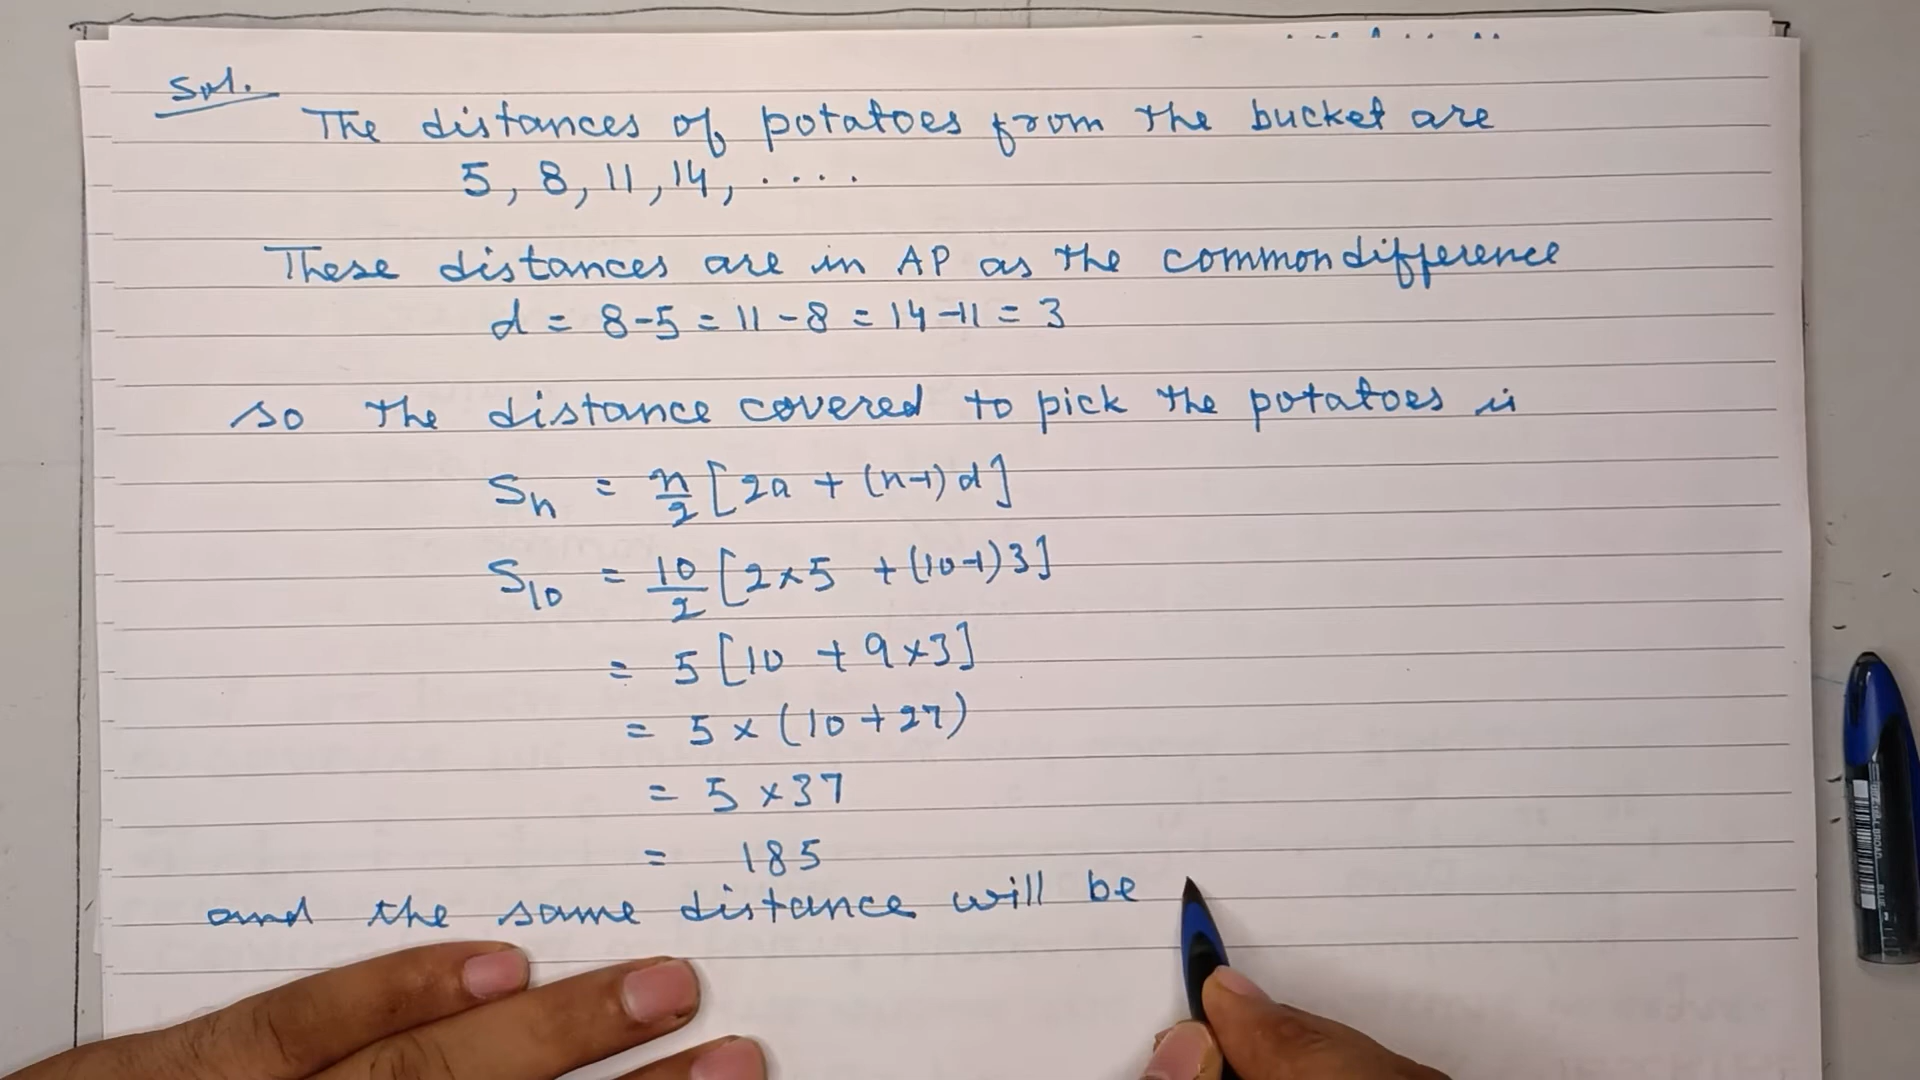 Sol.
The distances of potatoes from the bucket are
5, 8, 11, 14, ....
These distances are in AP as the common difference
d = 8-5 = 11-8 = 14-11 = 3
So the distance covered to pick the potatoes is
Sn = n/2 [2a + (n-1) d]
S10 = 10/2 [2×5 + (10-1)3]
= 5 [10 + 9×3]
= 5 × (10+27)
= 5 × 37
= 185
and the same distance will be